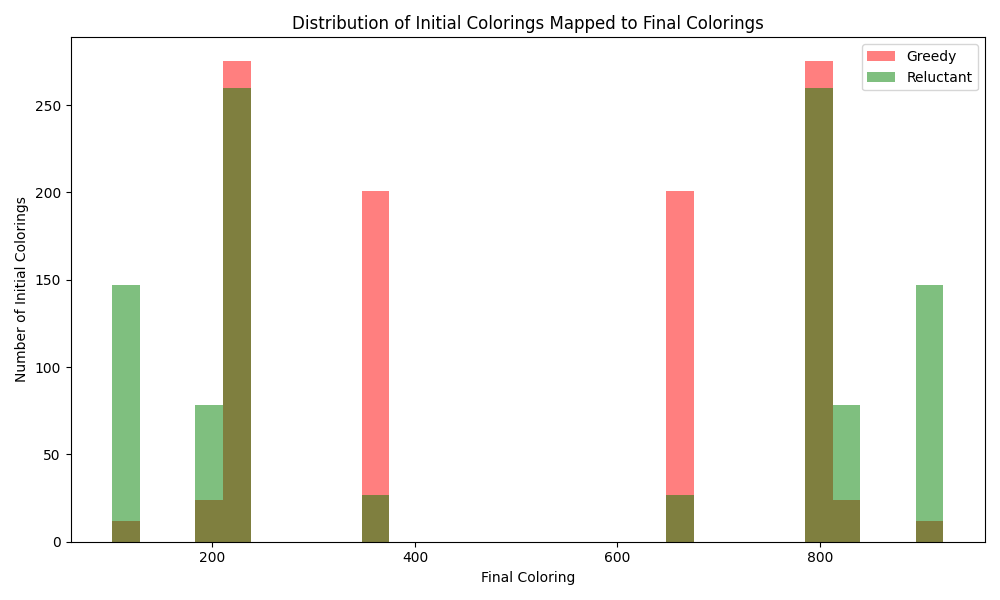 Distribution of Initial Colorings Mapped to Final Colorings
Greedy
Reluctant
Number of Initial Colorings
250
200
150
100
50
0
200
400
600
800
Final Coloring